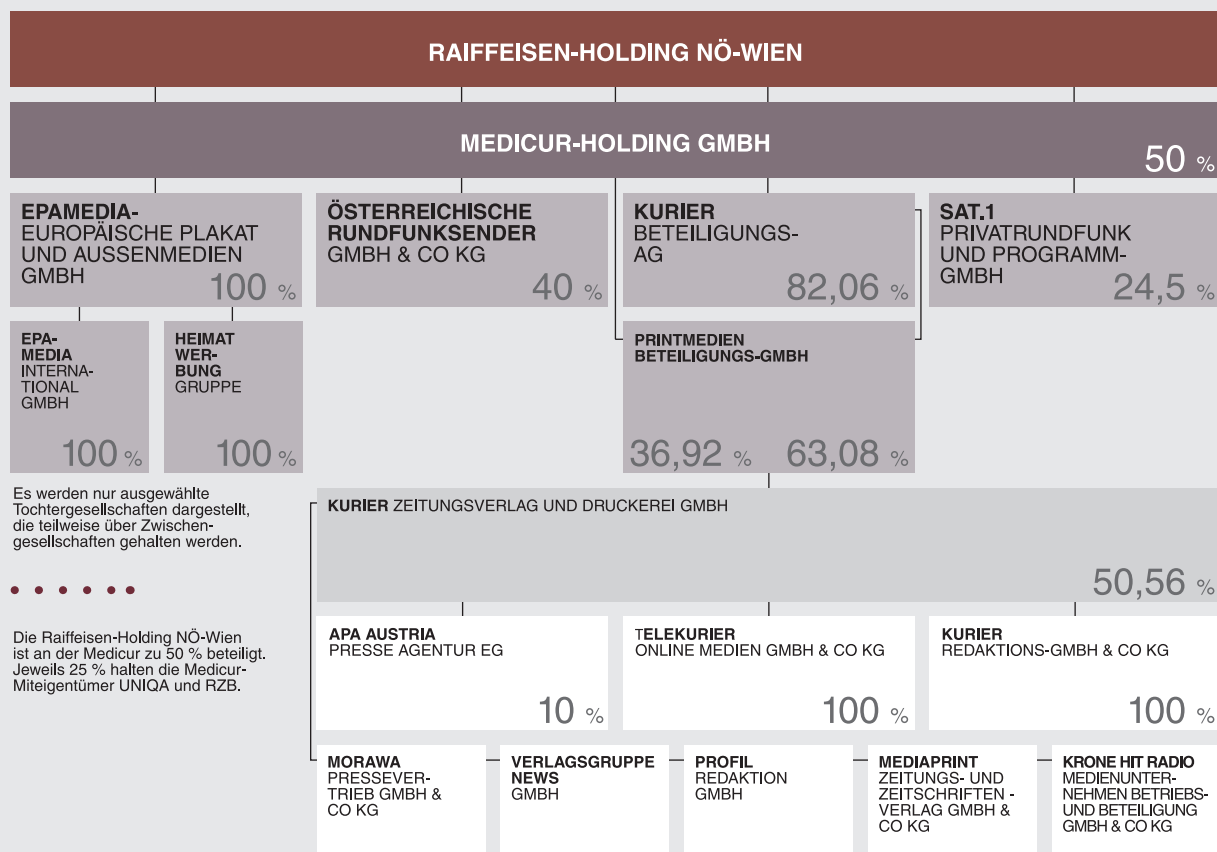 RAIFFEISEN-HOLDING NÖ-WIEN
MEDICUR-HOLDING GMBH
50 %
EPAMEDIA-
EUROPÄISCHE PLAKAT
UND AUSSENMEDIEN
GMBH
100 %
ÖSTERREICHISCHE
RUNDFUNKSENDER
GMBH & CO KG
40 %
KURIER
BETEILIGUNGS-
AG
82,06 %
SAT.1
PRIVATRUNDFUNK
UND PROGRAMM-
GMBH
24,5 %
EPA-
MEDIA
INTERNA-
TIONAL
GMBH
100 %
HEIMAT
WER-
BUNG
GRUPPE
100 %
PRINTMEDIEN
BETEILIGUNGS-GMBH
36,92 % 63,08 %
Es werden nur ausgewählte
Tochtergesellschaften dargestellt,
die teilweise über Zwischen-
gesellschaften gehalten werden.
Die Raiffeisen-Holding NÖ-Wien
ist an der Medicur zu 50 % beteiligt.
Jeweils 25 % halten die Medicur-
Miteigentümer UNIQA und RZB.
KURIER ZEITUNGSVERLAG UND DRUCKEREI GMBH
50,56 %
APA AUSTRIA
PRESSE AGENTUR EG
10 %
TELEKURIER
ONLINE MEDIEN GMBH & CO KG
100 %
KURIER
REDAKTIONS-GMBH & CO KG
100 %
MORAWA
PRESSEVER-
TRIEB GMBH &
CO KG
VERLAGSGRUPPE
NEWS
GMBH
PROFIL
REDAKTION
GMBH
MEDIAPRINT
ZEITUNGS- UND
ZEITSCHRIFTEN -
VERLAG GMBH &
CO KG
KRONE HIT RADIO
MEDIENUNTER-
NEHMEN BETRIEBS-
UND BETEILIGUNG
GMBH & CO KG